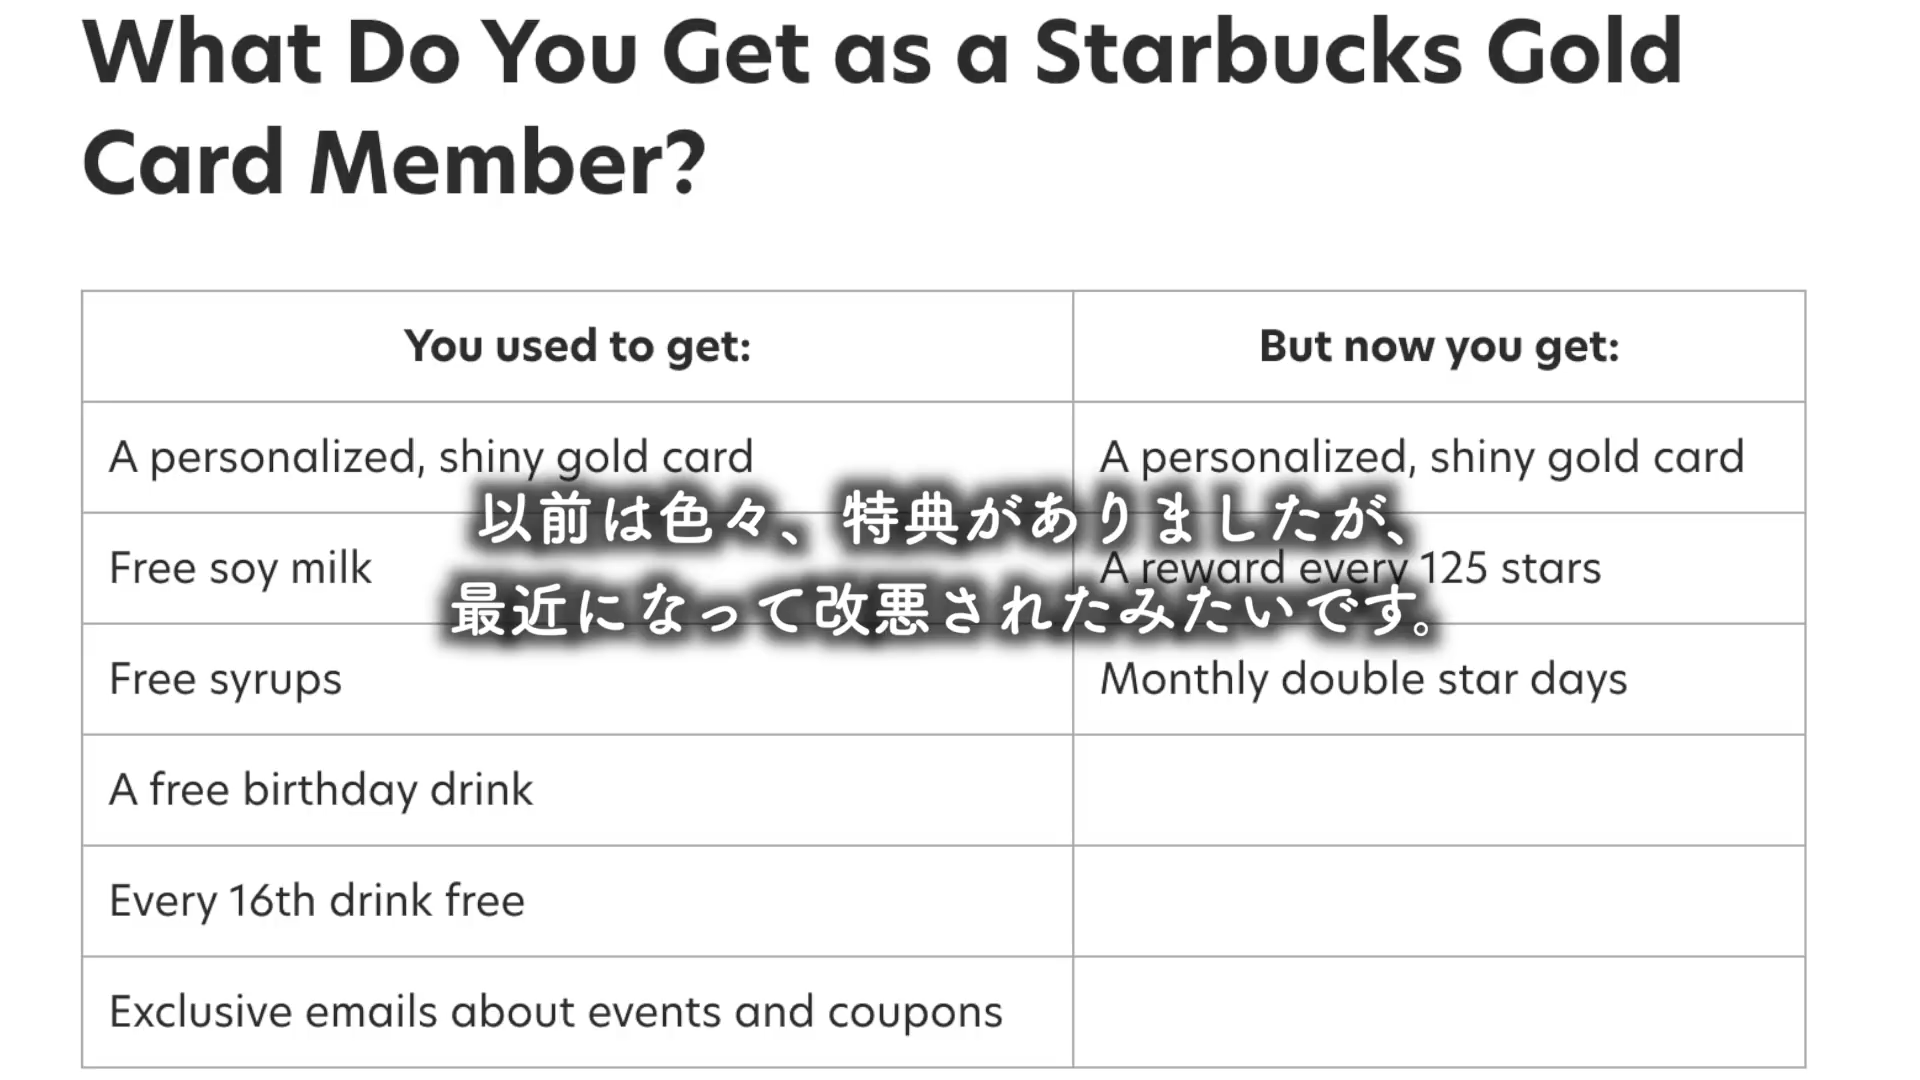 What Do You Get as a Starbucks Gold
Card Member?
You used to get:
But now you get:
A personalized, shiny gold card
A personalized, shiny gold card
以前は色々、特典がありましたが、
Free soy milk
A reward every 125 stars
最近になって改悪されたみたいです。
Free syrups
Monthly double star days
A free birthday drink
Every 16th drink free
Exclusive emails about events and coupons